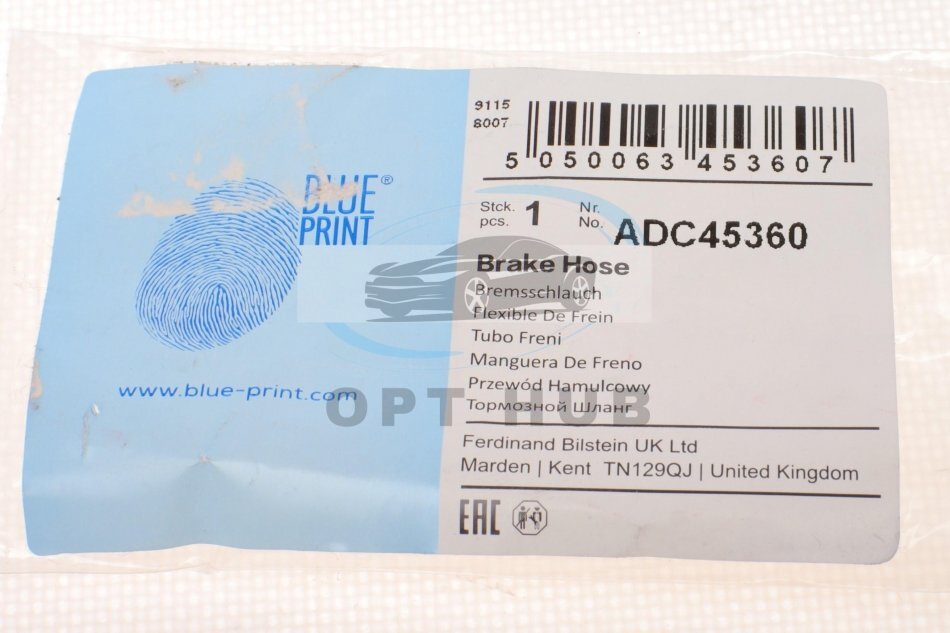 BLUE®
PRINT
www.blue-print.com
9115
8007
5 050063 453607
Stck. 1 Nr. ADC45360
pcs. No.
Brake Hose
Bremsschlauch
Flexible De Frein
Tubo Freni
Manguera De Freno
Przewód Hamulcowy
Тормозной Шланг
OPT HUB
Ferdinand Bilstein UK Ltd
Marden | Kent TN129QJ | United Kingdom
EAC